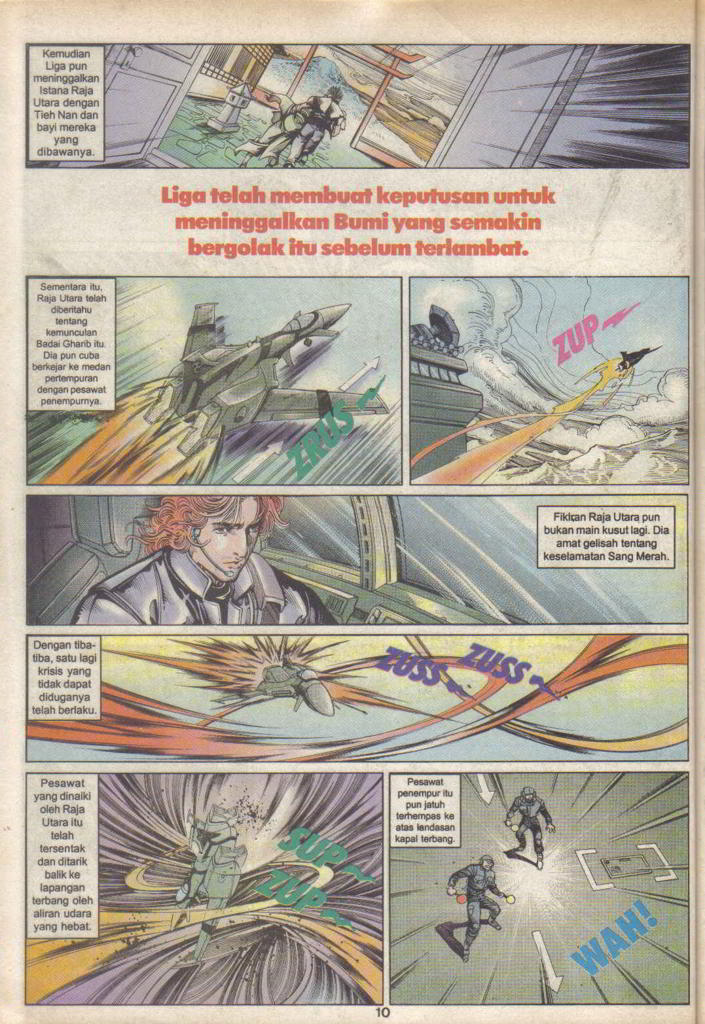 Kemudian
Liga pun
meninggalkan
Istana Raja
Utara dengan
Tieh Nan dan
bayi mereka
yang
dibawanya.
Liga telah membuat keputusan untuk
meninggalkan Bumi yang semakin
bergolak itu sebelum terlambat.
Sementara itu,
Raja Utara telah
diberitahu
tentang
kemunculan
Badai Gharib itu.
Dia pun cuba
berkejar ke medan
pertempuran
dengan pesawat
penempurnya.
ZRUS
ZUP
Fikiran Raja Utara pun
bukan main kusut lagi. Dia
amat gelisah tentang
keselamatan Sang Merah.
Dengan tiba-
tiba, satu lagi
krisis yang
tidak dapat
diduganya
telah berlaku.
ZUSS
ZUSS
Pesawat
yang dinaiki
oleh Raja
Utara itu
telah
tersentak
dan ditarik
balik ke
lapangan
terbang oleh
aliran udara
yang hebat.
SUP
ZUP
Pesawat
penempur itu
pun jatuh
terhempas ke
atas landasan
kapal terbang.
WAH!
10